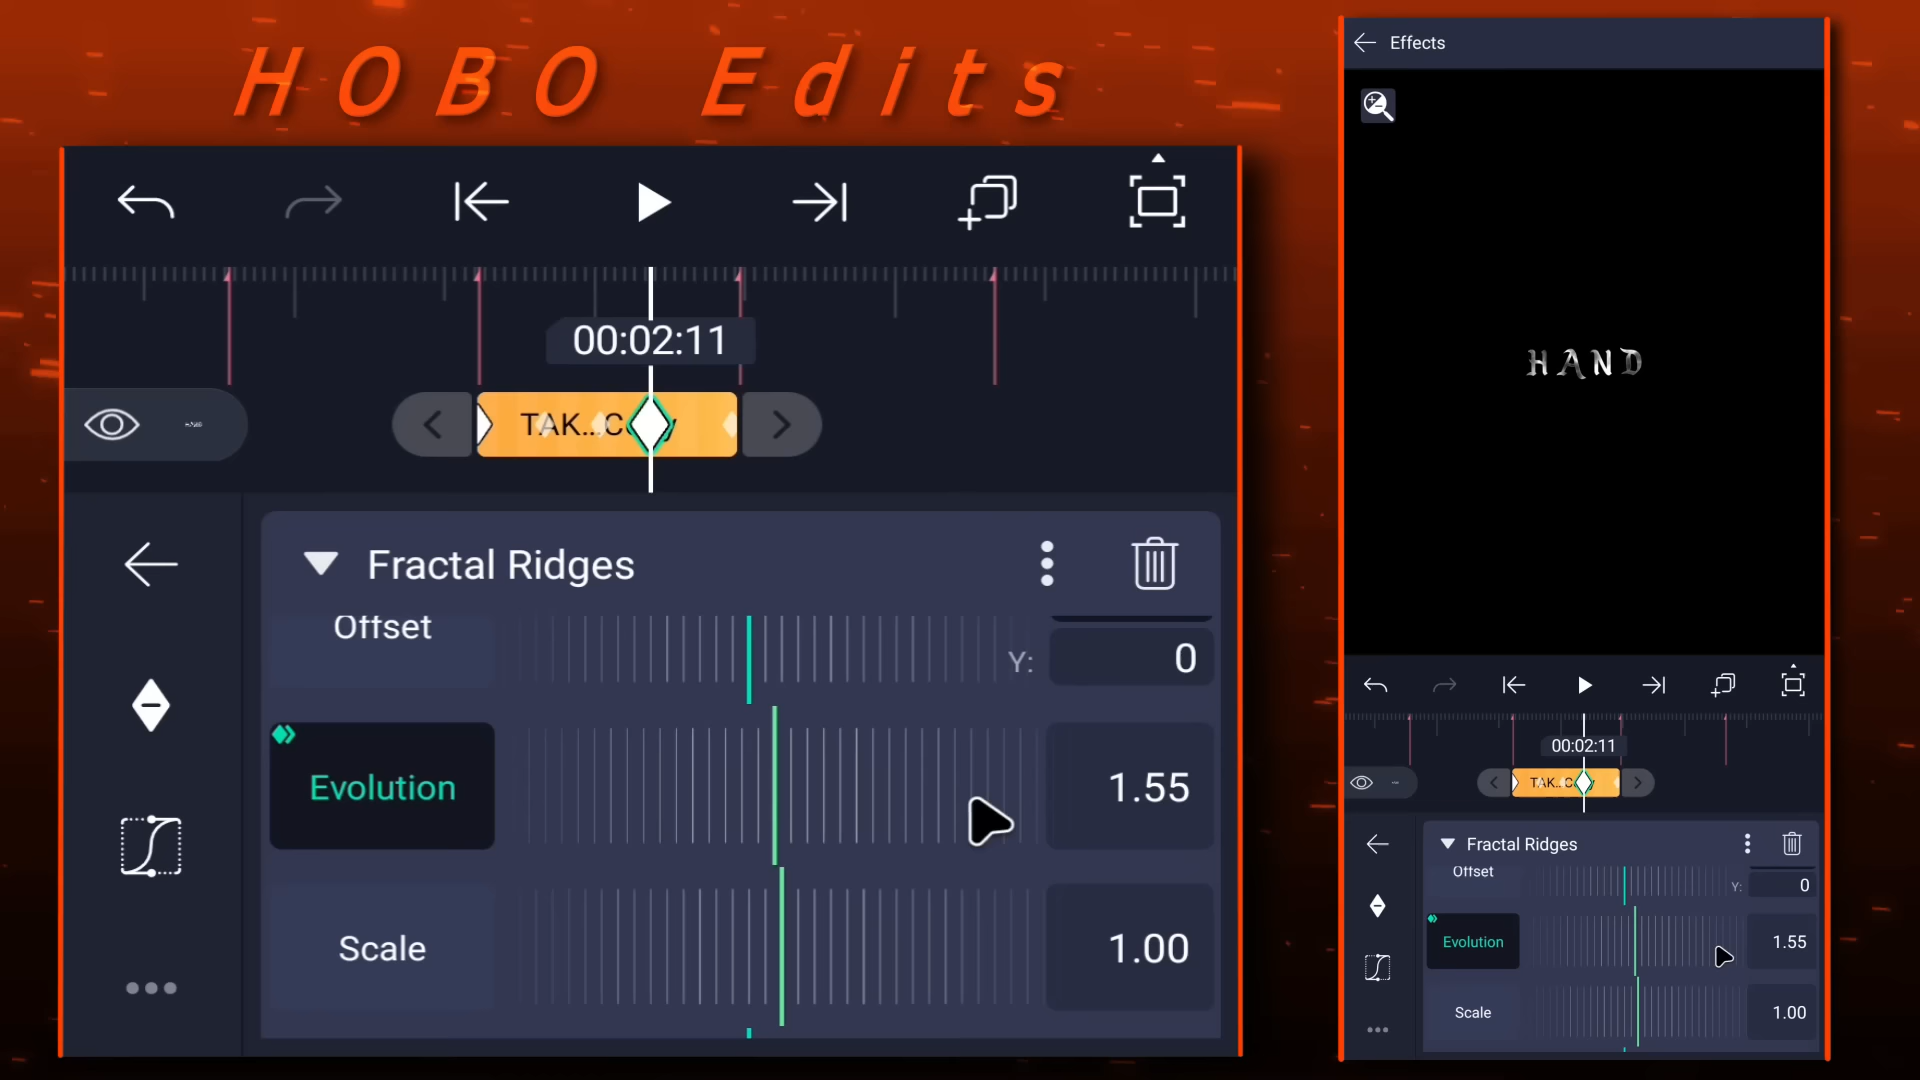 HOBO Edits
00:02:11
TAK...C y
Fractal Ridges
Offset
Y:
0
Evolution
1.55
Scale
1.00
Effects
HAND
00:02:11
Fractal Ridges
Offset
Y:
0
Evolution
1.55
Scale
1.00